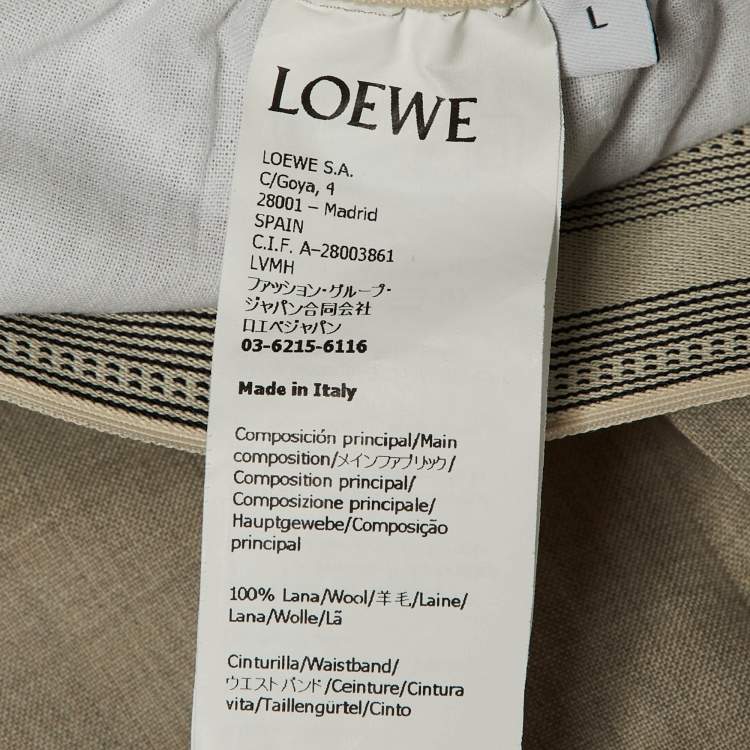 L
LOEWE
LOEWE S.A.
C/Goya, 4
28001 – Madrid
SPAIN
C.I.F. A-28003861
LVMH
ファッション・グループ・
ジャパン合同会社
ロエベジャパン
03-6215-6116
Made in Italy
Composición principal/Main
composition/メインファブリック/
Composition principal/
Composizione principale/
Hauptgewebe/Composição
principal
100% Lana/Wool/羊毛/Laine/
Lana/Wolle/Lã
Cinturilla/Waistband/
ウエストバンド/Ceinture/Cintura
vita/Taillengürtel/Cinto